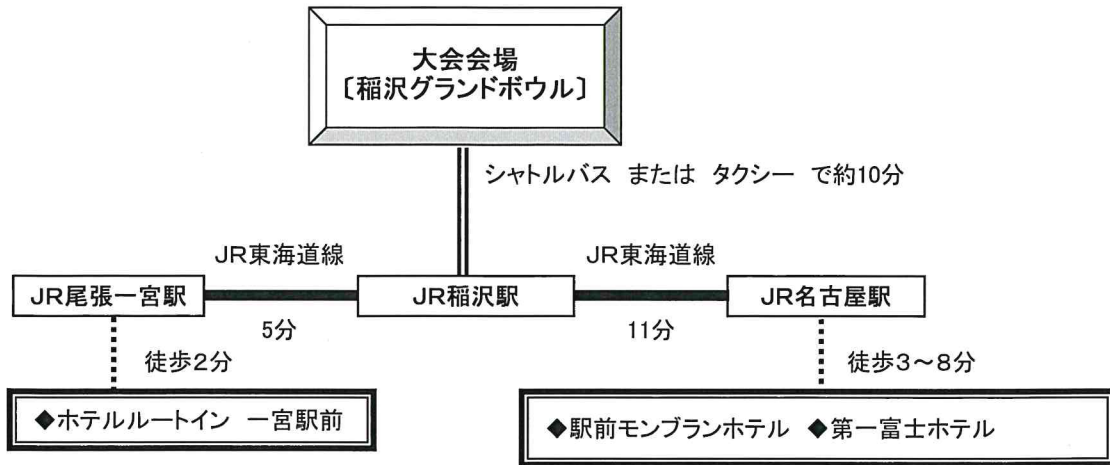 大会会場
〔稲沢グランドボウル〕
シャトルバス または タクシー で約10分
JR東海道線
JR東海道線
JR尾張一宮駅
JR稲沢駅
JR名古屋駅
5分
11分
徒歩2分
徒歩3～8分
◆ホテルルートイン 一宮駅前
◆駅前モンブランホテル ◆第一富士ホテル